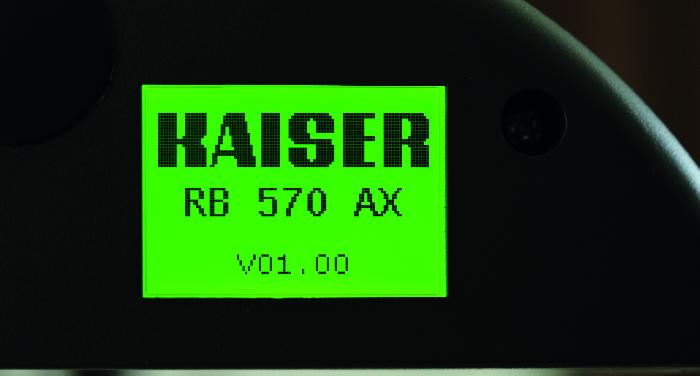 KAISER
RB 570 AX
V01.00